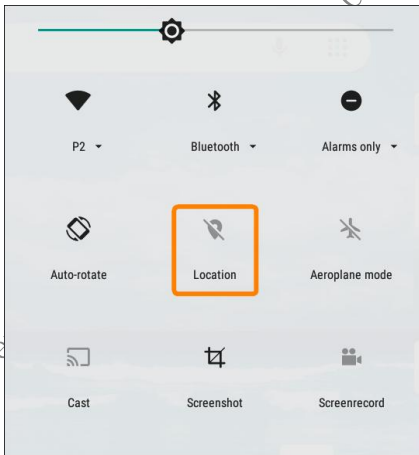 P2
Bluetooth
Alarms only
Auto-rotate
Location
Aeroplane mode
Cast
Screenshot
Screenrecord